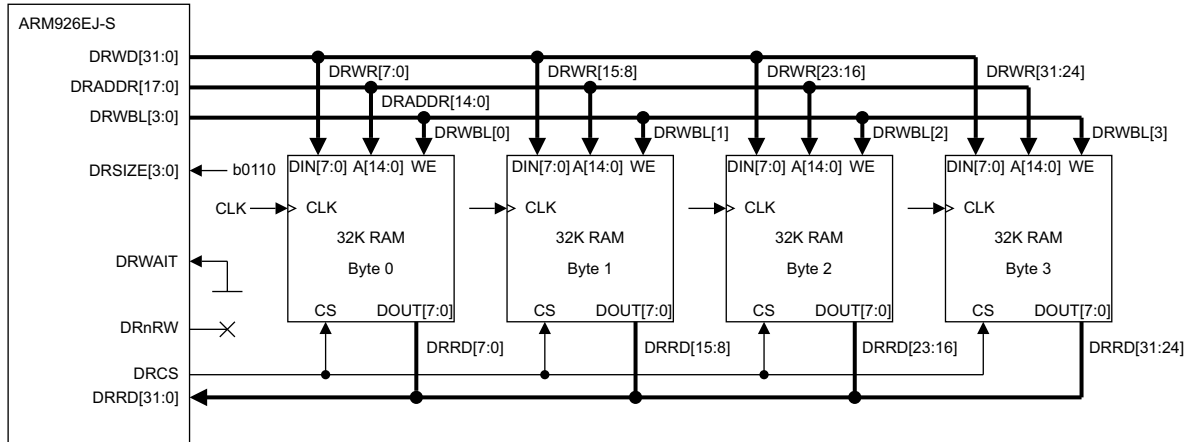 ARM926EJ-S
DRWD[31:0]
DRWR[7:0]
DRWR[15:8]
DRWR[23:16]
DRWR[31:24]
DRADDR[17:0]
DRADDR[14:0]
DRWBL[3:0]
DRWBL[0]
DRWBL[1]
DRWBL[2]
DRWBL[3]
DRSIZE[3:0]
b0110
DIN[7:0] A[14:0] WE
DIN[7:0] A[14:0] WE
DIN[7:0] A[14:0] WE
DIN[7:0] A[14:0] WE
CLK
CLK
CLK
CLK
CLK
32K RAM
32K RAM
32K RAM
32K RAM
DRWAIT
Byte 0
Byte 1
Byte 2
Byte 3
CS DOUT[7:0]
CS DOUT[7:0]
CS DOUT[7:0]
CS DOUT[7:0]
DRnRW
DRRD[7:0]
DRRD[15:8]
DRRD[23:16]
DRRD[31:24]
DRCS
DRRD[31:0]